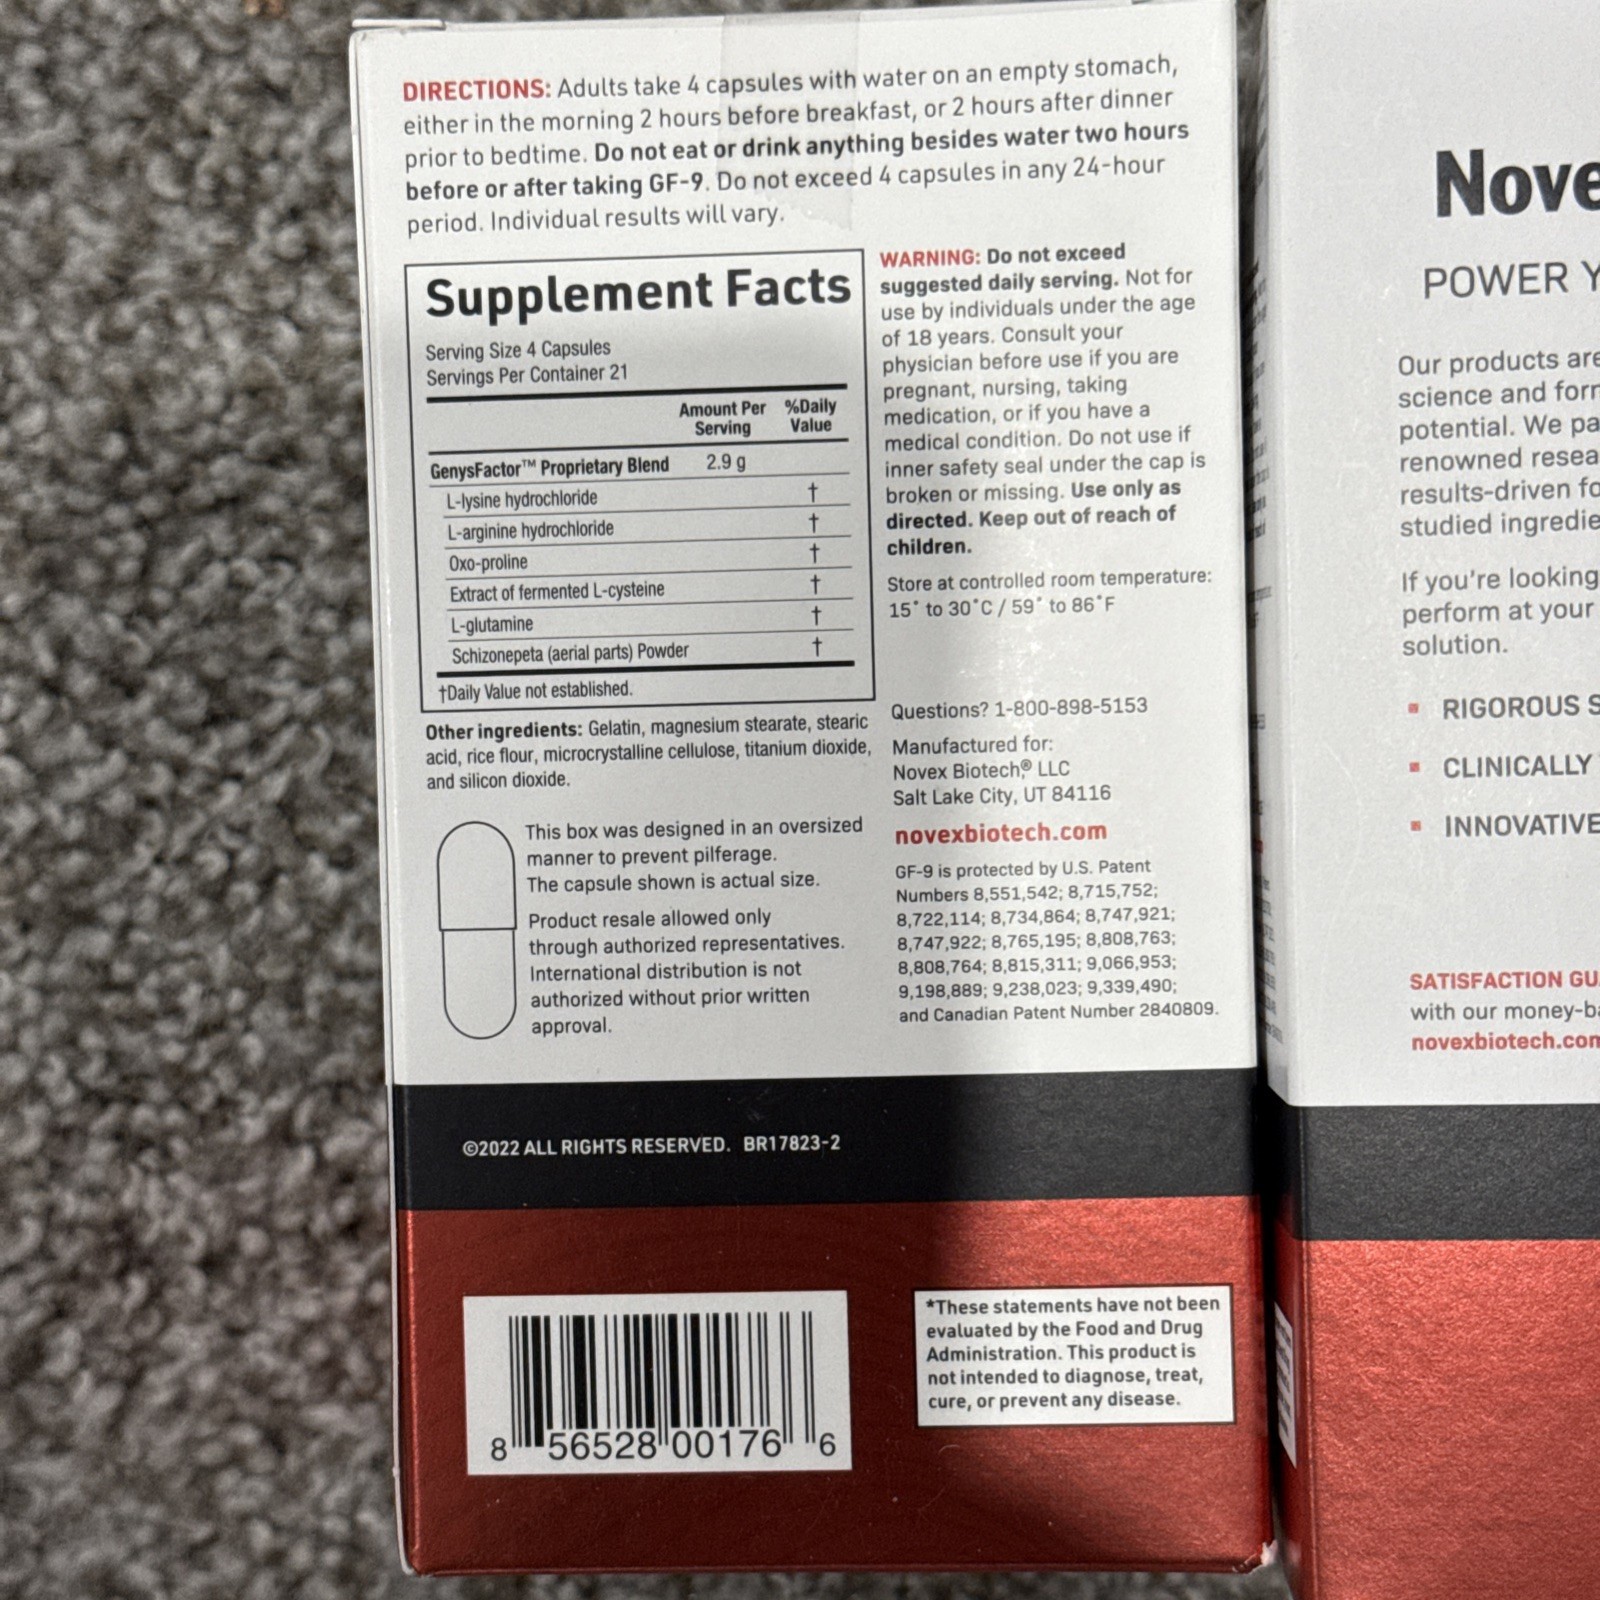 DIRECTIONS: Adults take 4 capsules with water on an empty stomach,
either in the morning 2 hours before breakfast, or 2 hours after dinner
prior to bedtime. Do not eat or drink anything besides water two hours
before or after taking GF-9. Do not exceed 4 capsules in any 24-hour
period. Individual results will vary.
Supplement Facts
Serving Size 4 Capsules
Servings Per Container 21
Amount Per Serving %Daily Value
GenysFactor™ Proprietary Blend 2.9 g
L-lysine hydrochloride †
L-arginine hydrochloride †
Oxo-proline †
Extract of fermented L-cysteine †
L-glutamine †
Schizonepeta (aerial parts) Powder †
†Daily Value not established.
Other ingredients: Gelatin, magnesium stearate, stearic
acid, rice flour, microcrystalline cellulose, titanium dioxide,
and silicon dioxide.
This box was designed in an oversized
manner to prevent pilferage.
The capsule shown is actual size.
Product resale allowed only
through authorized representatives.
International distribution is not
authorized without prior written
approval.
WARNING: Do not exceed
suggested daily serving. Not for
use by individuals under the age
of 18 years. Consult your
physician before use if you are
pregnant, nursing, taking
medication, or if you have a
medical condition. Do not use if
inner safety seal under the cap is
broken or missing. Use only as
directed. Keep out of reach of
children.
Store at controlled room temperature:
15˚ to 30˚C / 59˚ to 86˚F
Questions? 1-800-898-5153
Manufactured for:
Novex Biotech® LLC
Salt Lake City, UT 84116
novexbiotech.com
GF-9 is protected by U.S. Patent
Numbers 8,551,542; 8,715,752;
8,722,114; 8,734,864; 8,747,921;
8,747,922; 8,765,195; 8,808,763;
8,808,764; 8,815,311; 9,066,953;
9,198,889; 9,238,023; 9,339,490;
and Canadian Patent Number 2840809.
©2022 ALL RIGHTS RESERVED. BR17823-2
8 56528 00176 6
*These statements have not been
evaluated by the Food and Drug
Administration. This product is
not intended to diagnose, treat,
cure, or prevent any disease.
Nove
POWER Y
Our products are
science and for
potential. We pa
renowned resea
results-driven fo
studied ingredie
If you're looking
perform at your
solution.
RIGOROUS S
CLINICALLY
INNOVATIVE
SATISFACTION GU
with our money-ba
novexbiotech.com